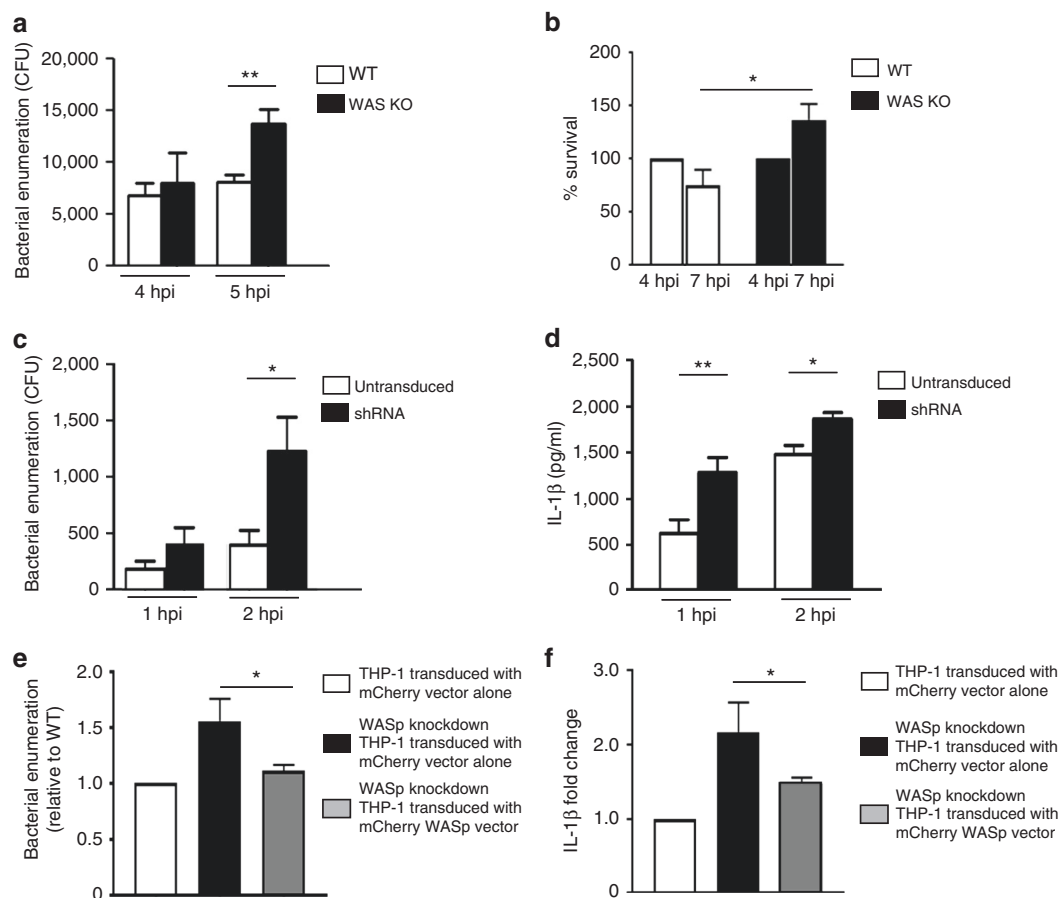 a
Bacterial enumeration (CFU)
20,000
15,000
10,000
5,000
0
**
4 hpi
5 hpi
WT
WAS KO
b
% survival
200
150
100
50
0
*
4 hpi 7 hpi
4 hpi 7 hpi
WT
WAS KO
c
Bacterial enumeration (CFU)
2,000
1,500
1,000
500
0
*
1 hpi
2 hpi
Untransduced
shRNA
d
IL-1β (pg/ml)
2,500
2,000
1,500
1,000
500
0
**
*
1 hpi
2 hpi
Untransduced
shRNA
e
Bacterial enumeration
(relative to WT)
2.0
1.5
1.0
0.5
0
*
THP-1 transduced with
mCherry vector alone
WASp knockdown
THP-1 transduced with
mCherry vector alone
WASp knockdown
THP-1 transduced with
mCherry WASp vector
f
IL-1β fold change
3.0
2.0
1.0
0
*
THP-1 transduced with
mCherry vector alone
WASp knockdown
THP-1 transduced with
mCherry vector alone
WASp knockdown
THP-1 transduced with
mCherry WASp vector